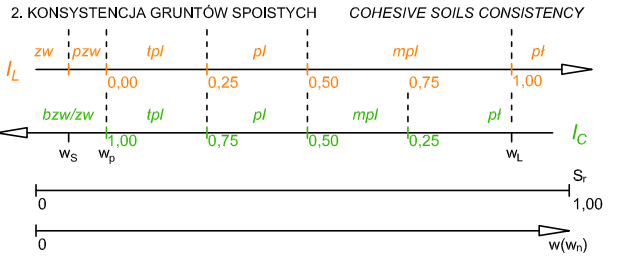 2. KONSYSTENCJA GRUNTÓW SPOISTYCH COHESIVE SOILS CONSISTENCY
zw pzw tpl pl mpl pł
I_L 0,00 0,25 0,50 0,75 1,00
bzw/zw tpl pl mpl pł
1,00 0,75 0,50 0,25 I_C
w_S w_p w_L
S_r
0 1,00
0 w(w_n)